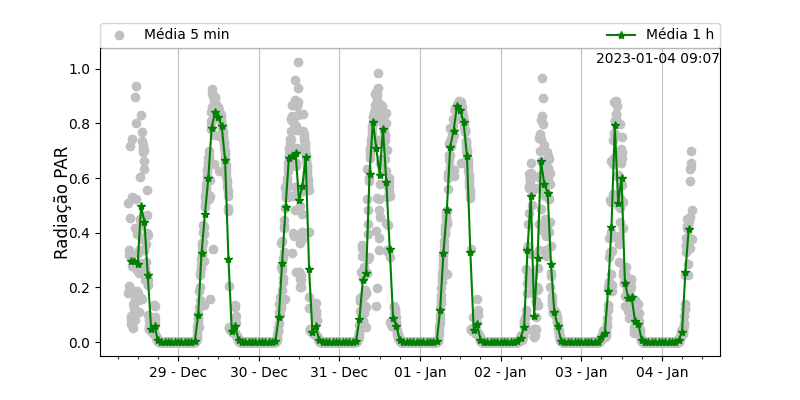 Média 5 min
Média 1 h
2023-01-04 09:07
Radiação PAR
1.0
0.8
0.6
0.4
0.2
0.0
29 - Dec
30 - Dec
31 - Dec
01 - Jan
02 - Jan
03 - Jan
04 - Jan